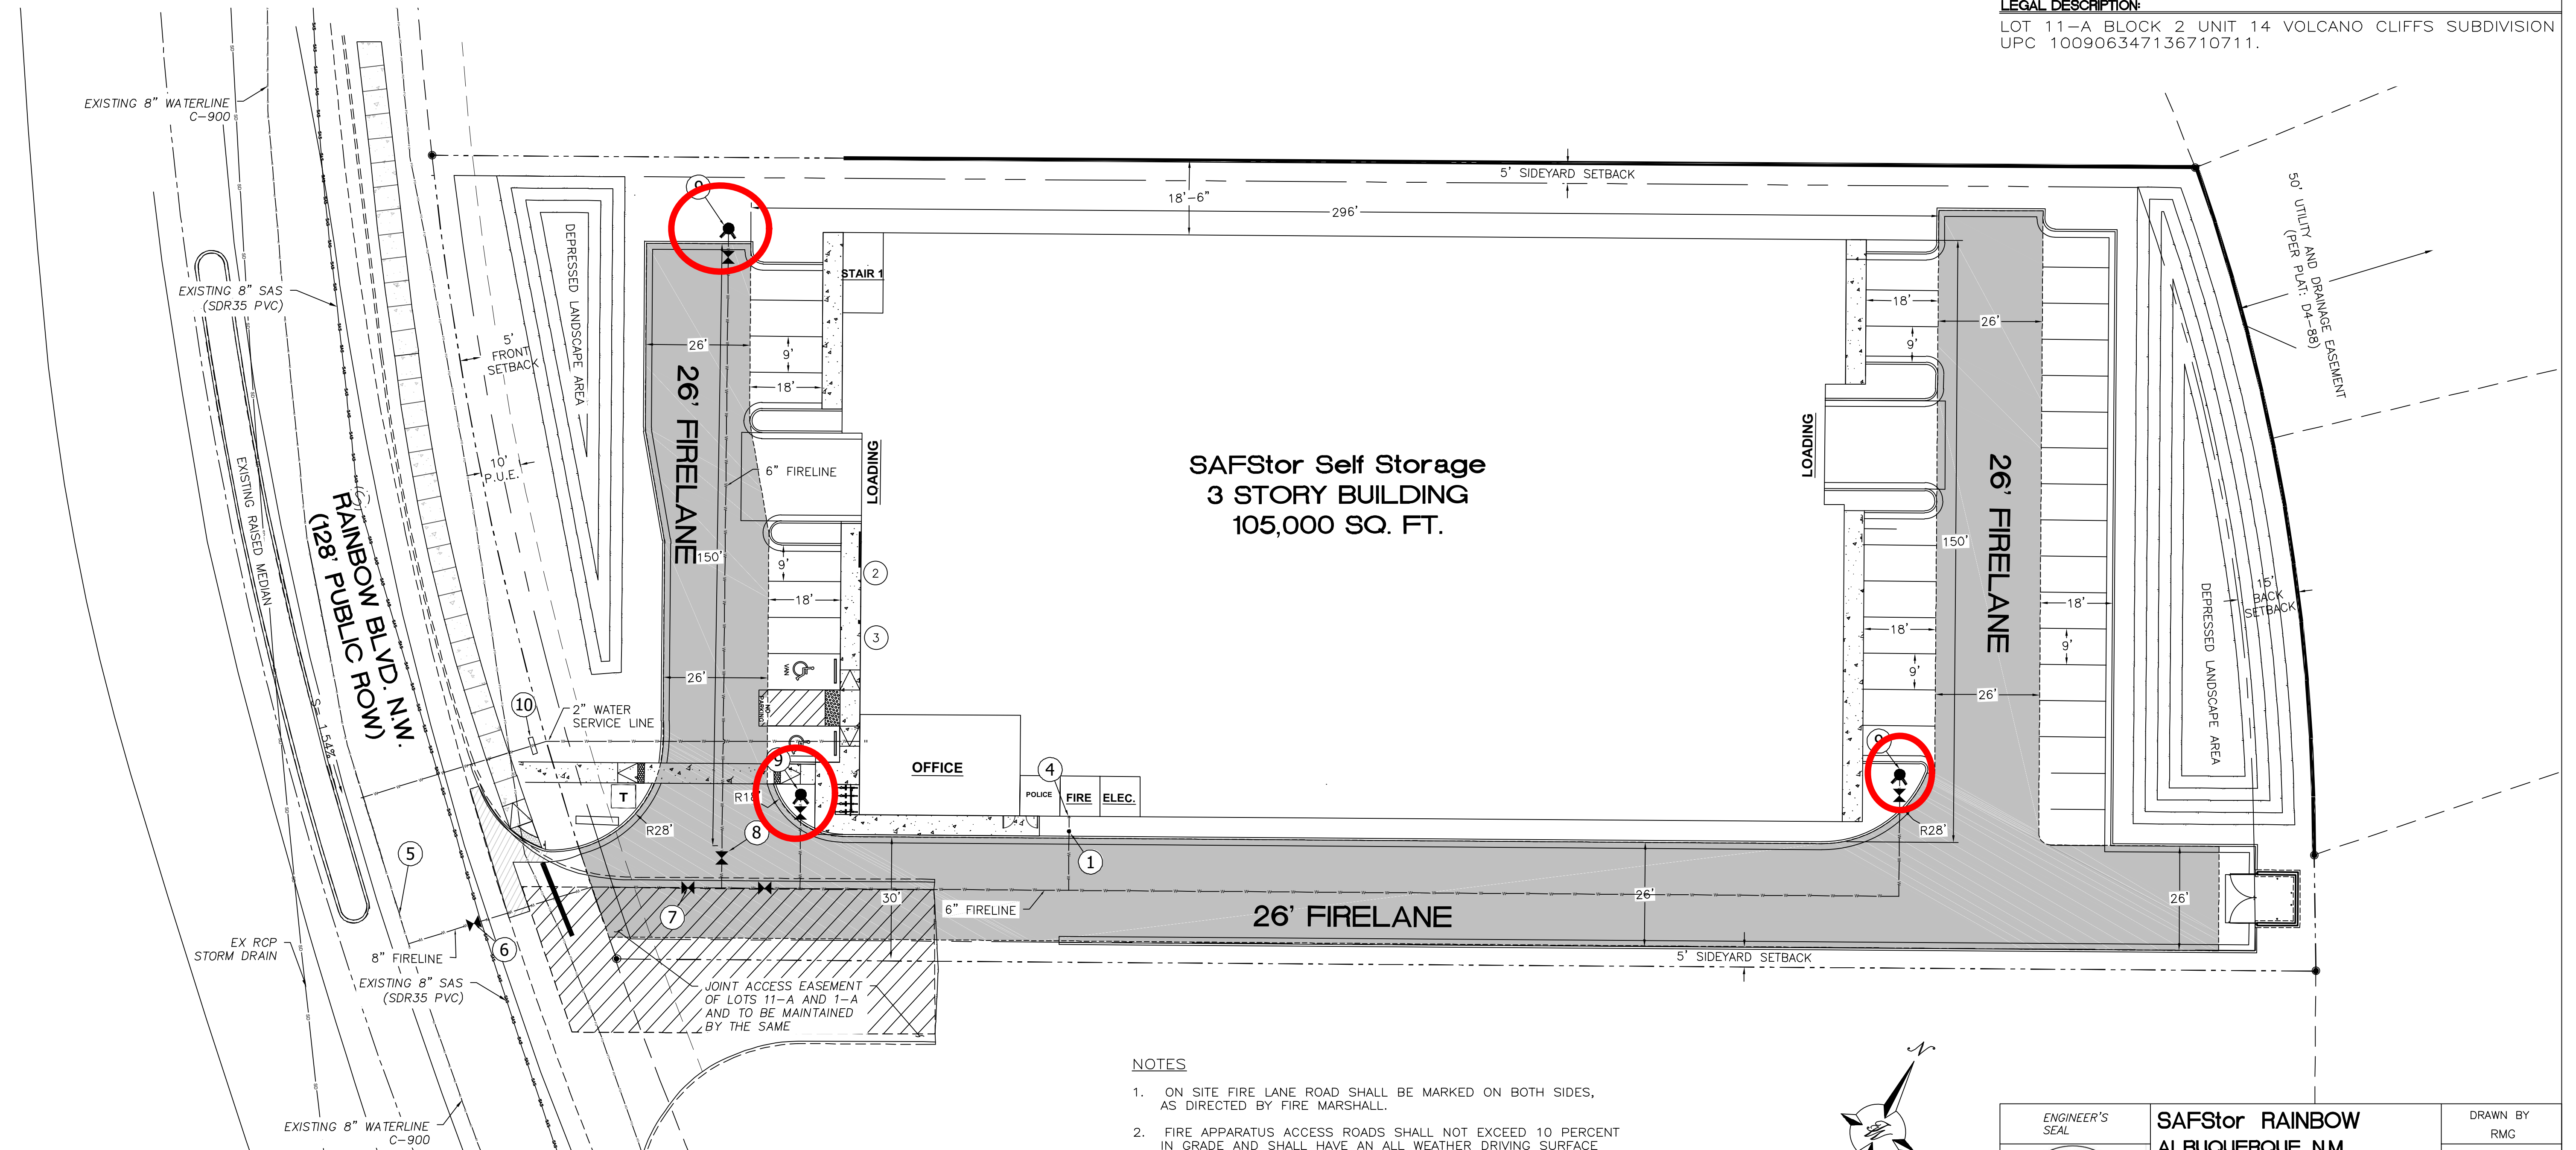 LEGAL DESCRIPTION:
LOT 11-A BLOCK 2 UNIT 14 VOLCANO CLIFFS SUBDIVISION
UPC 100906347136710711.
EXISTING 8" WATERLINE
C-900
5' SIDEYARD SETBACK
18'-6"
296'
9
50' UTILITY AND DRAINAGE EASEMENT
(PER PLAT: D4-88)
DEPRESSED LANDSCAPE AREA
STAIR 1
EXISTING 8" SAS
(SDR35 PVC)
5'
FRONT
SETBACK
26'
9'
18'
18'
26'
9'
26' FIRELANE
10'
P.U.E.
6" FIRELINE
LOADING
LOADING
SAFStor Self Storage
3 STORY BUILDING
105,000 SQ. FT.
26' FIRELANE
EXISTING RAISED MEDIAN
RAINBOW BLVD. N.W.
(128' PUBLIC ROW)
(S)
S= 1.54%
150'
9'
18'
2
3
150'
18'
9'
18'
9'
15'
BACK
SETBACK
DEPRESSED LANDSCAPE AREA
26'
VAN
NO
PARKING
26'
10
2" WATER
SERVICE LINE
9
OFFICE
4
POLICE
FIRE
ELEC.
9
T
R18'
R28'
8
1
R28'
5
7
6
30'
6" FIRELINE
26' FIRELANE
26'
26'
EX RCP
STORM DRAIN
8" FIRELINE
EXISTING 8" SAS
(SDR35 PVC)
5' SIDEYARD SETBACK
JOINT ACCESS EASEMENT
OF LOTS 11-A AND 1-A
AND TO BE MAINTAINED
BY THE SAME
EXISTING 8" WATERLINE
C-900
NOTES
1. ON SITE FIRE LANE ROAD SHALL BE MARKED ON BOTH SIDES,
AS DIRECTED BY FIRE MARSHALL.
2. FIRE APPARATUS ACCESS ROADS SHALL NOT EXCEED 10 PERCENT
IN GRADE AND SHALL HAVE AN ALL WEATHER DRIVING SURFACE
N
ENGINEER'S
SEAL
SAFStor RAINBOW
ALBUQUERQUE, N.M.
DRAWN BY
RMG